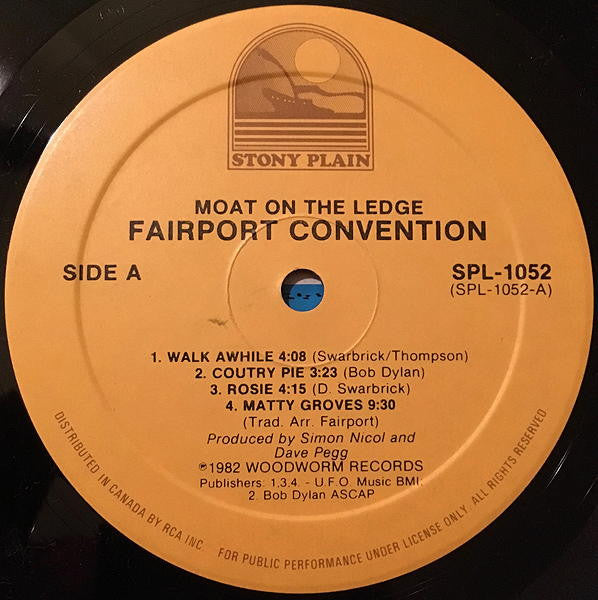 STONY PLAIN
MOAT ON THE LEDGE
FAIRPORT CONVENTION
SIDE A
SPL-1052
(SPL-1052-A)
1. WALK AWHILE 4:08 (Swarbrick/Thompson)
2. COUTRY PIE 3:23 (Bob Dylan)
3. ROSIE 4:15 (D. Swarbrick)
4. MATTY GROVES 9:30
(Trad. Arr. Fairport)
Produced by Simon Nicol and
Dave Pegg
℗1982 WOODWORM RECORDS
Publishers: 1.3.4. - U.F.O. Music BMI:
2. Bob Dylan ASCAP
DISTRIBUTED IN CANADA BY RCA INC. FOR PUBLIC PERFORMANCE UNDER LICENSE ONLY. ALL RIGHTS RESERVED